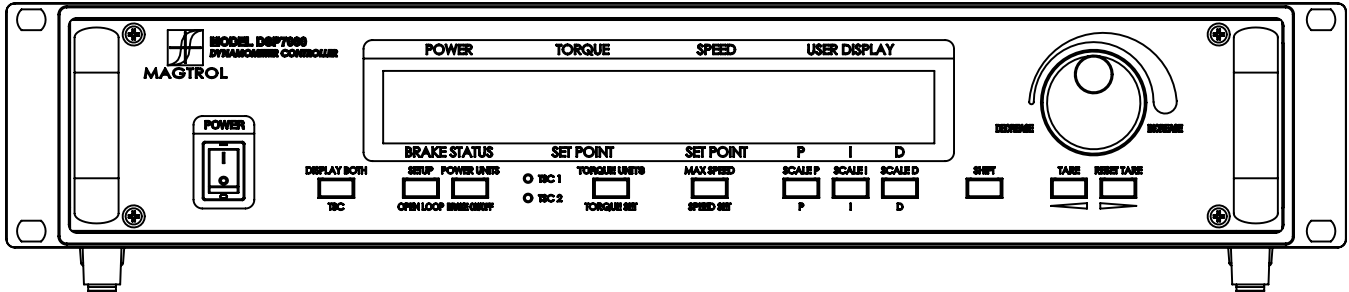 MODEL DSP7000
DYNAMOMETER CONTROLLER
MAGTROL
POWER
POWER TORQUE SPEED USER DISPLAY
BRAKE STATUS SET POINT SET POINT P I D
DECREASE INCREASE
DISPLAY BOTH SETUP POWER UNITS TORQUE UNITS MAX SPEED SCALE P SCALE I SCALE D SHIFT TARE RESET TARE
TSC 1
TSC 2
TSC OPEN LOOP BRAKE ON/OFF TORQUE SET SPEED SET P I D